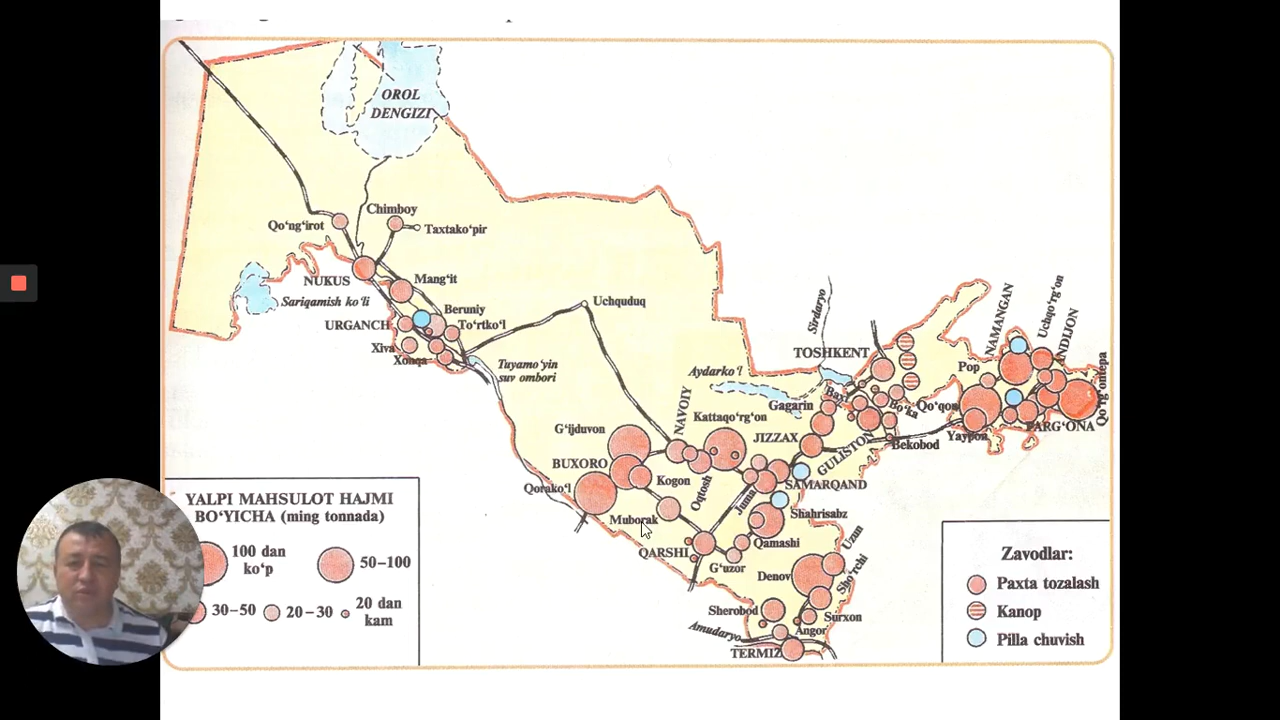 OROL
DENGIZI
Chimboy
Qo‘ng‘irot
Taxtako‘pir
NUKUS
Mang‘it
Sariqamish ko‘li
Beruniy
URGANCH
To‘rtko‘l
Xiva
Xonqa
Uchquduq
Tuyamo‘yin
suv ombori
Sirdaryo
TOSHKENT
NAMANGAN
Uchqo‘rg‘on
ANDIJON
Qo‘rg‘ontepa
Pop
Aydarko‘l
NAVOIY
Gagarin
Baxt
Bo‘ka
Qo‘qon
Kattaqo‘rg‘on
G‘ijduvon
JIZZAX
GULISTON
Bekobod
Yaypon
FARG‘ONA
BUXORO
Kogon
Qorako‘l
Oqtosh
Juma
SAMARQAND
Muborak
Shahrisabz
QARSHI
Qamashi
G‘uzor
Uzun
Denov
Sho‘rchi
Sherobod
Surxon
Angor
Amudaryo
TERMIZ
YALPI MAHSULOT HAJMI
BO‘YICHA (ming tonnada)
100 dan
ko‘p
50–100
30–50
20–30
20 dan
kam
Zavodlar:
Paxta tozalash
Kanop
Pilla chuvish